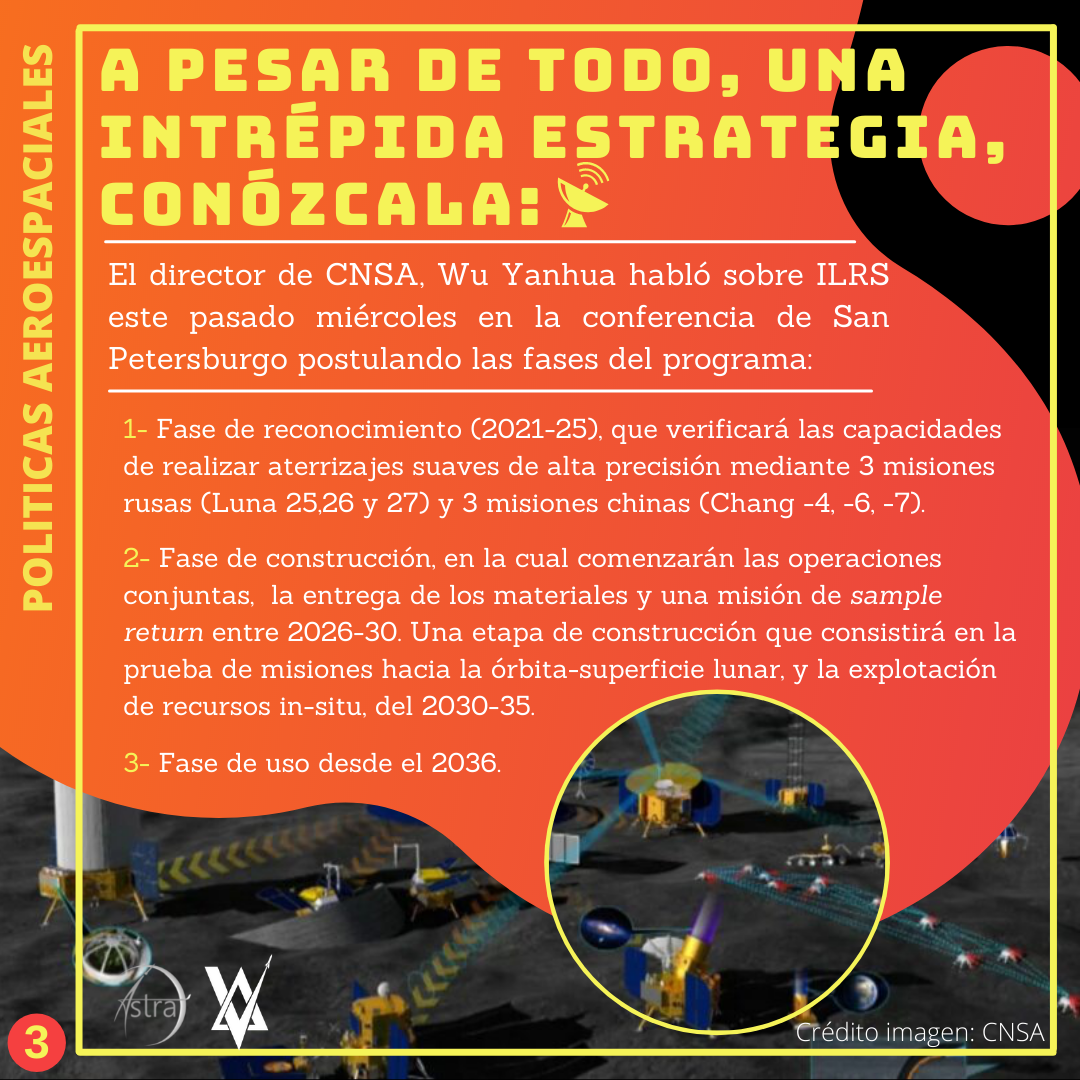 POLITICAS AEROESPACIALES
A PESAR DE TODO, UNA
INTRÉPIDA ESTRATEGIA,
CONÓZCALA:
El director de CNSA, Wu Yanhua habló sobre ILRS
este pasado miércoles en la conferencia de San
Petersburgo postulando las fases del programa:
1- Fase de reconocimiento (2021-25), que verificará las capacidades
de realizar aterrizajes suaves de alta precisión mediante 3 misiones
rusas (Luna 25,26 y 27) y 3 misiones chinas (Chang -4, -6, -7).
2- Fase de construcción, en la cual comenzarán las operaciones
conjuntas,  la entrega de los materiales y una misión de sample
return entre 2026-30. Una etapa de construcción que consistirá en la
prueba de misiones hacia la órbita-superficie lunar, y la explotación
de recursos in-situ, del 2030-35.
3- Fase de uso desde el 2036.
Astra
Crédito imagen: CNSA
3